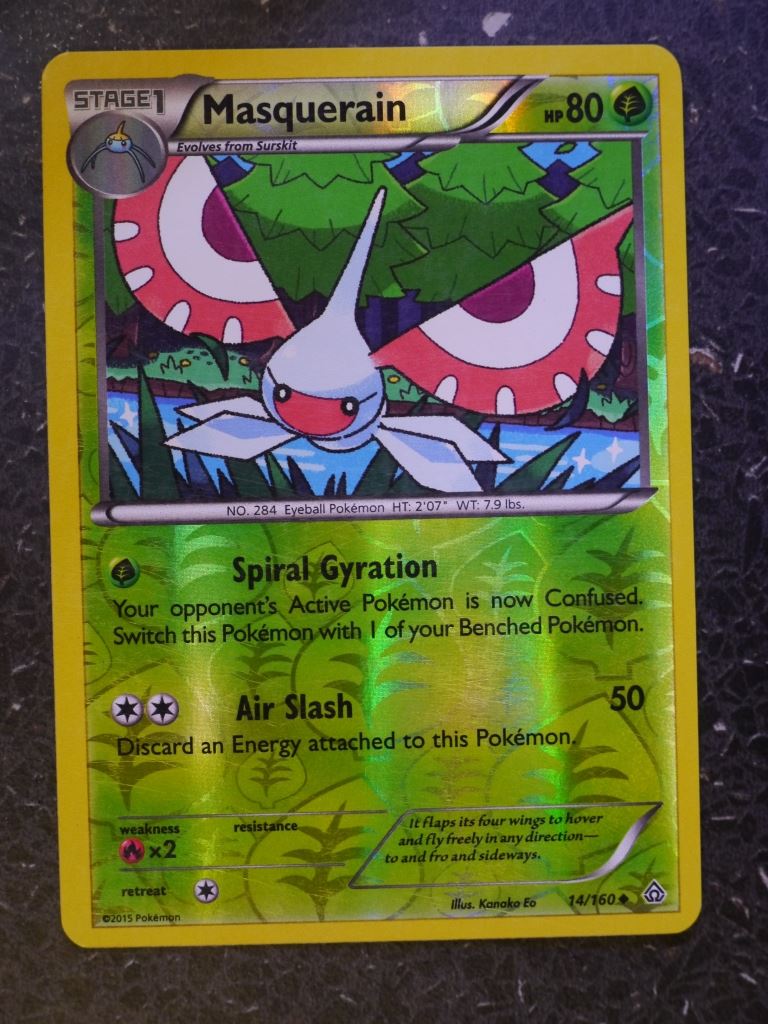 STAGE1 Masquerain HP80
Evolves from Surskit
NO. 284 Eyeball Pokémon HT: 2'07" WT: 7.9 lbs.
Spiral Gyration
Your opponent's Active Pokémon is now Confused.
Switch this Pokémon with 1 of your Benched Pokémon.
Air Slash 50
Discard an Energy attached to this Pokémon.
weakness resistance
×2
It flaps its four wings to hover
and fly freely in any direction—
to and fro and sideways.
retreat
Illus. Kanako Eo 14/160
©2015 Pokémon